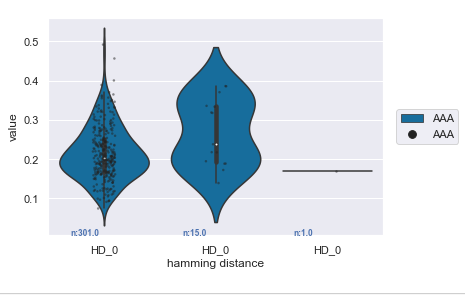 0.5
0.4
0.3
0.2
0.1
value
n:301.0
n:15.0
n:1.0
HD_0
HD_0
HD_0
hamming distance
AAA
AAA